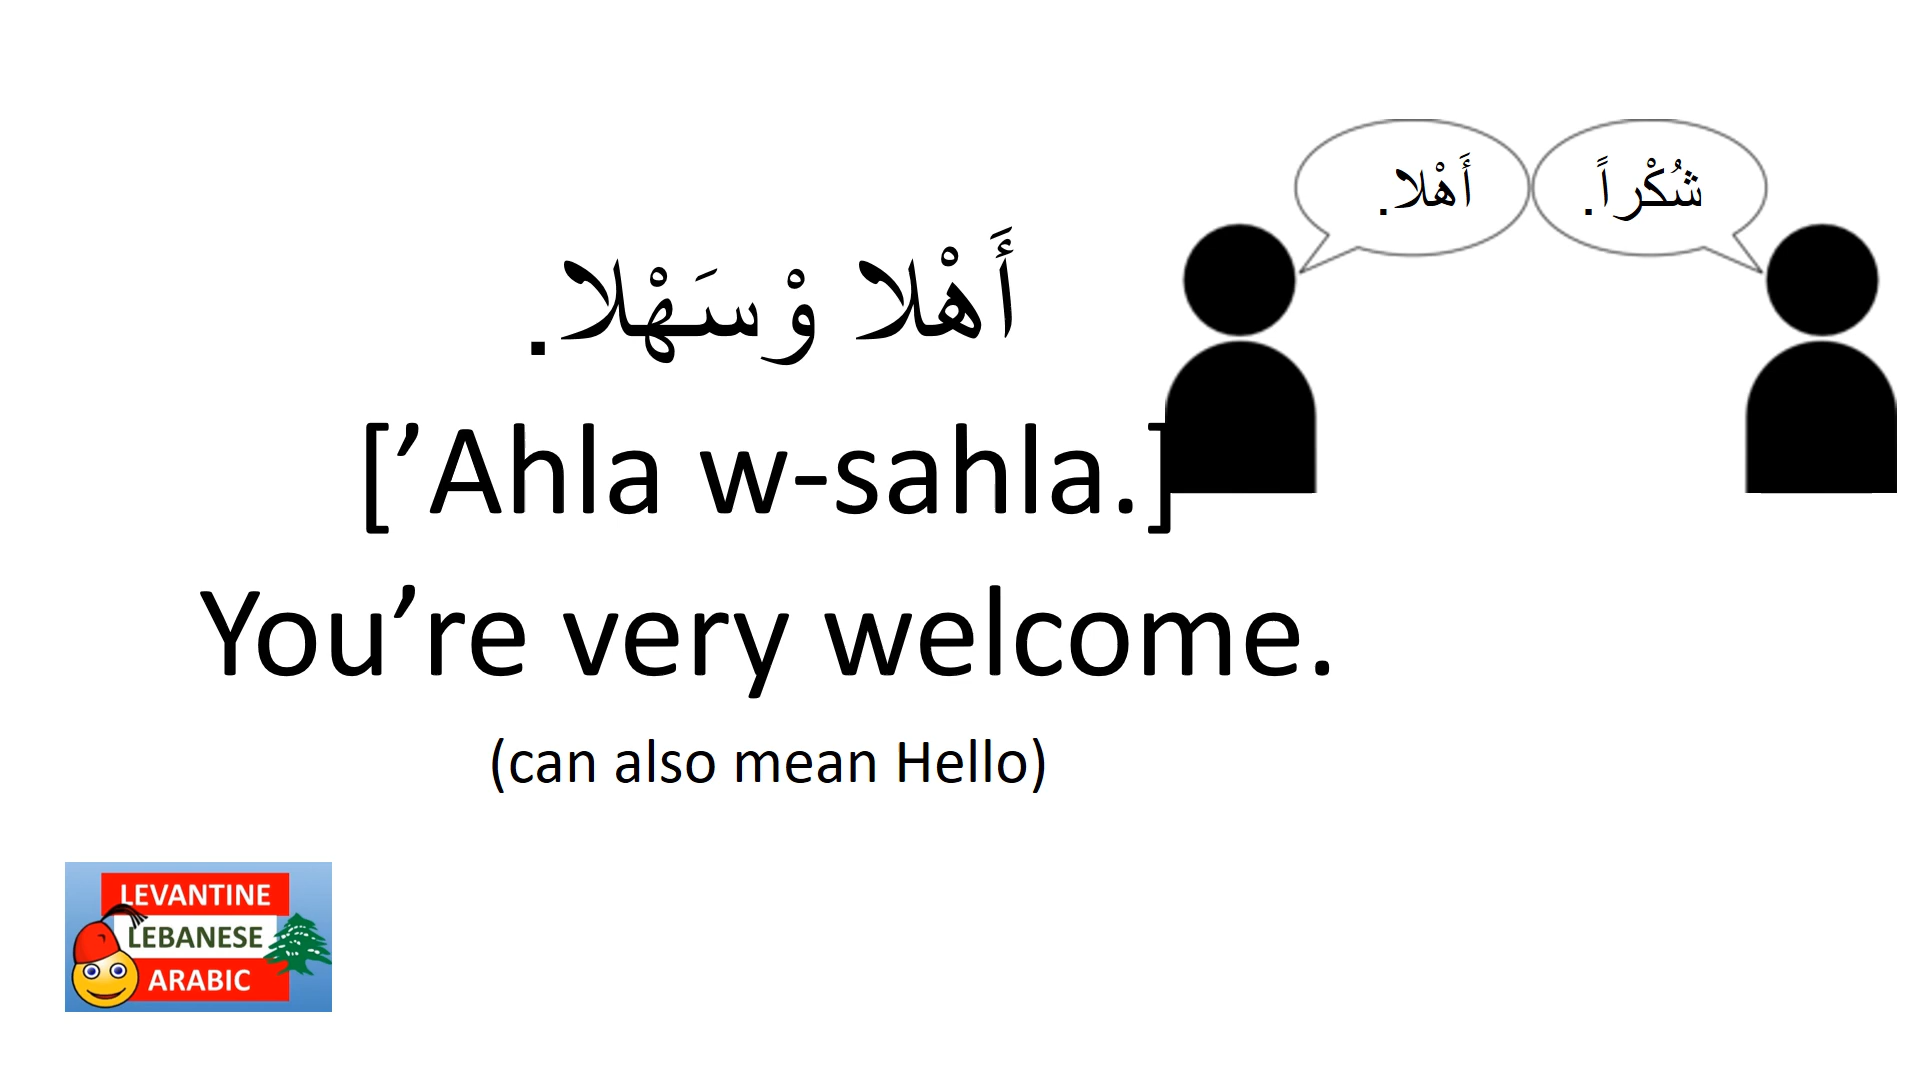 شُكْراً.
أَهْلا.
أَهْلا وْسَهْلا.
[’Ahla w-sahla.]
You’re very welcome.
(can also mean Hello)
LEVANTINE
LEBANESE
ARABIC